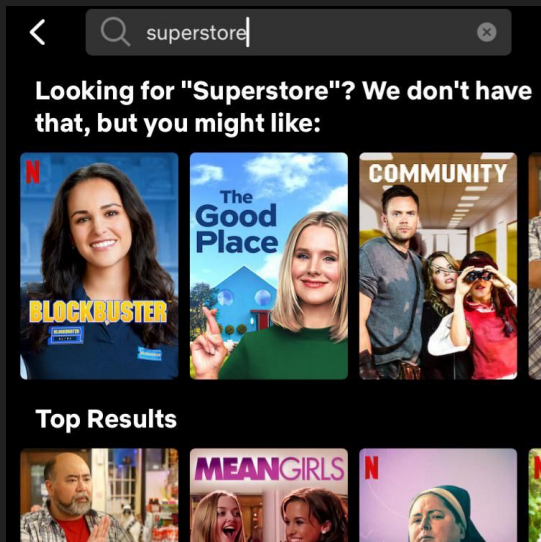 superstore
Looking for "Superstore"? We don't have
that, but you might like:
N
BLOCKBUSTER
The
Good
Place
COMMUNITY
Top Results
MEANGIRLS
N